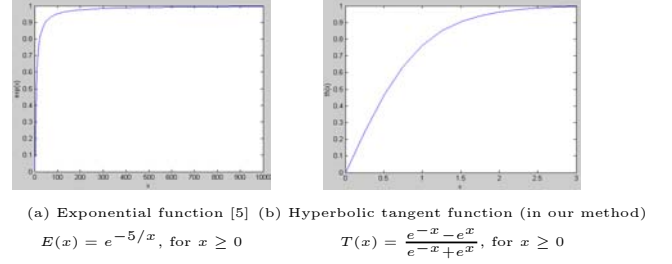 1
0.9
0.8
0.7
0.6
0.5
0.4
0.3
0.2
0.1
0
exp(x)
0 100 200 300 400 500 600 700 800 900 1000
x
1
0.9
0.8
0.7
0.6
0.5
0.4
0.3
0.2
0.1
0
th(x)
0 0.5 1 1.5 2 2.5 3
x
(a) Exponential function [5] (b) Hyperbolic tangent function (in our method)
E(x) = e^{-5/x}, for x ≥ 0
T(x) = \frac{e^{-x}-e^{x}}{e^{-x}+e^{x}}, for x ≥ 0